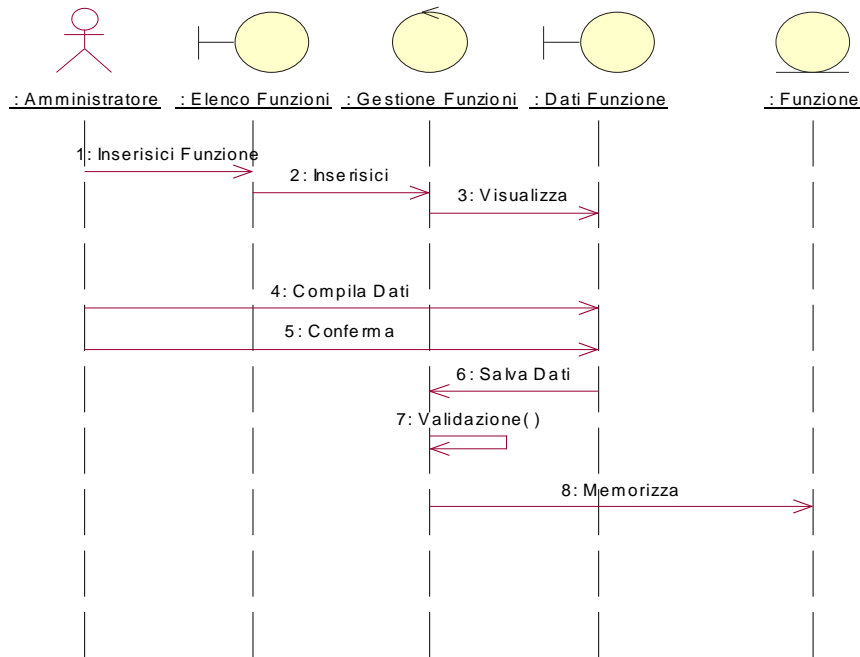 : Amministratore
: Elenco Funzioni
: Gestione Funzioni
: Dati Funzione
: Funzione
1: Inserisici Funzione
2: Inserisici
3: Visualizza
4: Compila Dati
5: Conferma
6: Salva Dati
7: Validazione( )
8: Memorizza